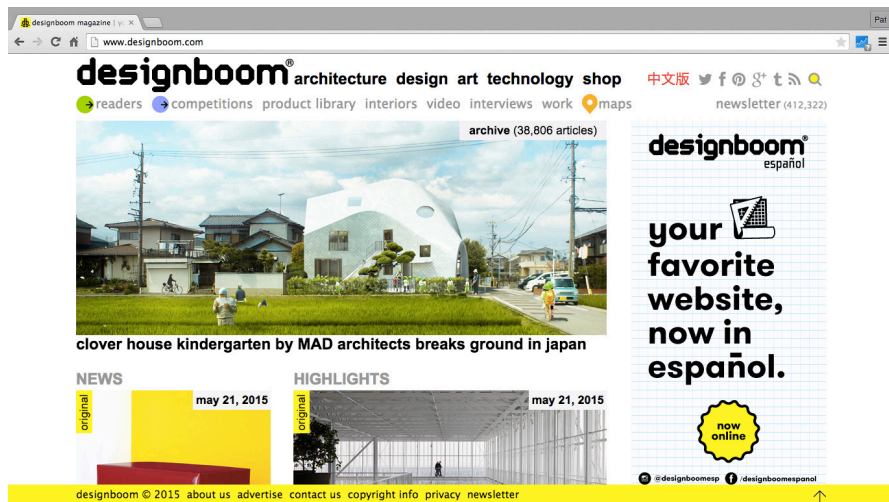 designboom magazine | yo
Pat
www.designboom.com
designboom® architecture design art technology shop 中文版
readers competitions product library interiors video interviews work maps newsletter (412,322)
archive (38,806 articles)
clover house kindergarten by MAD architects breaks ground in japan
NEWS
original
may 21, 2015
HIGHLIGHTS
original
may 21, 2015
designboom®
español
your
favorite
website,
now in
español.
now
online
@designboomesp /designboomespanol
designboom © 2015 about us advertise contact us copyright info privacy newsletter